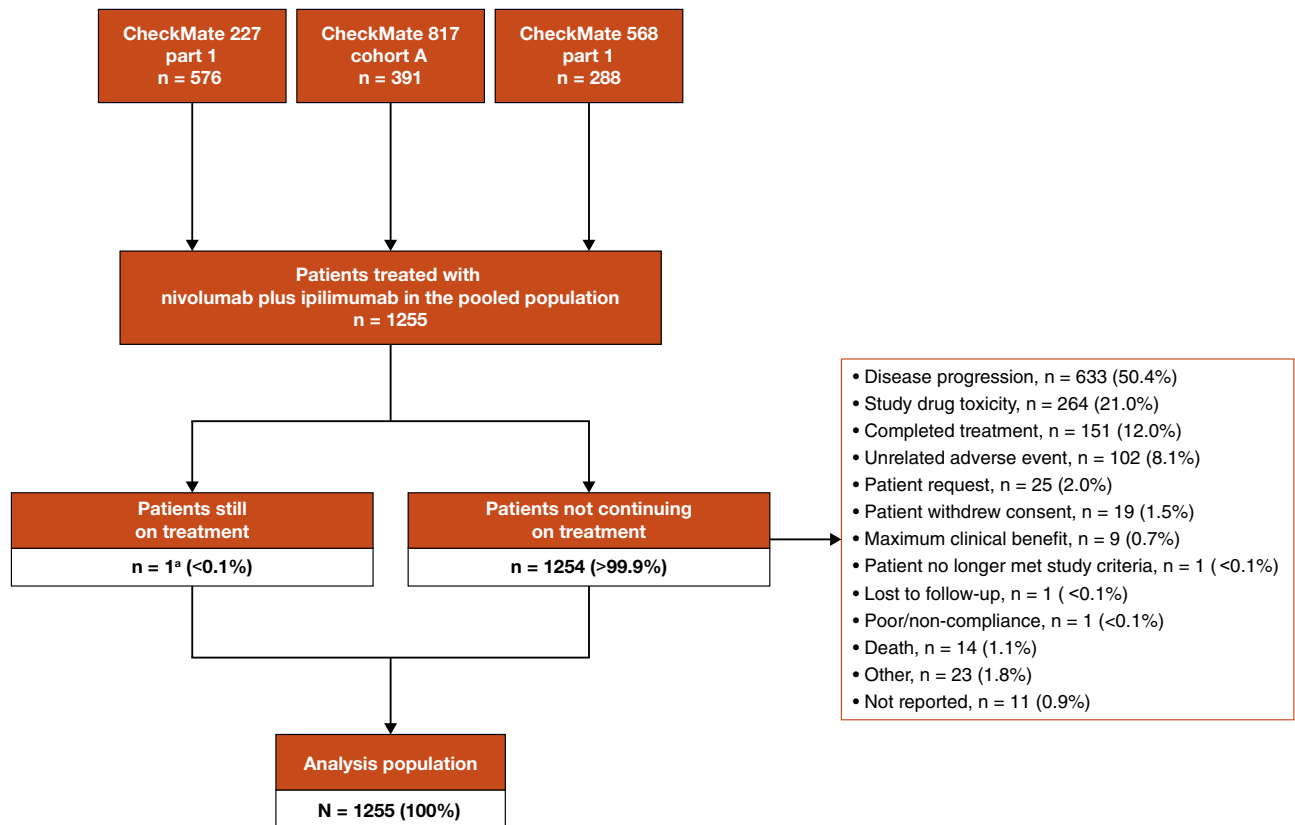 CheckMate 227
part 1
n = 576
CheckMate 817
cohort A
n = 391
CheckMate 568
part 1
n = 288
Patients treated with
nivolumab plus ipilimumab in the pooled population
n = 1255
Patients still
on treatment
n = 1ᵃ (<0.1%)
Patients not continuing
on treatment
n = 1254 (>99.9%)
• Disease progression, n = 633 (50.4%)
• Study drug toxicity, n = 264 (21.0%)
• Completed treatment, n = 151 (12.0%)
• Unrelated adverse event, n = 102 (8.1%)
• Patient request, n = 25 (2.0%)
• Patient withdrew consent, n = 19 (1.5%)
• Maximum clinical benefit, n = 9 (0.7%)
• Patient no longer met study criteria, n = 1 ( <0.1%)
• Lost to follow-up, n = 1 ( <0.1%)
• Poor/non-compliance, n = 1 (<0.1%)
• Death, n = 14 (1.1%)
• Other, n = 23 (1.8%)
• Not reported, n = 11 (0.9%)
Analysis population
N = 1255 (100%)